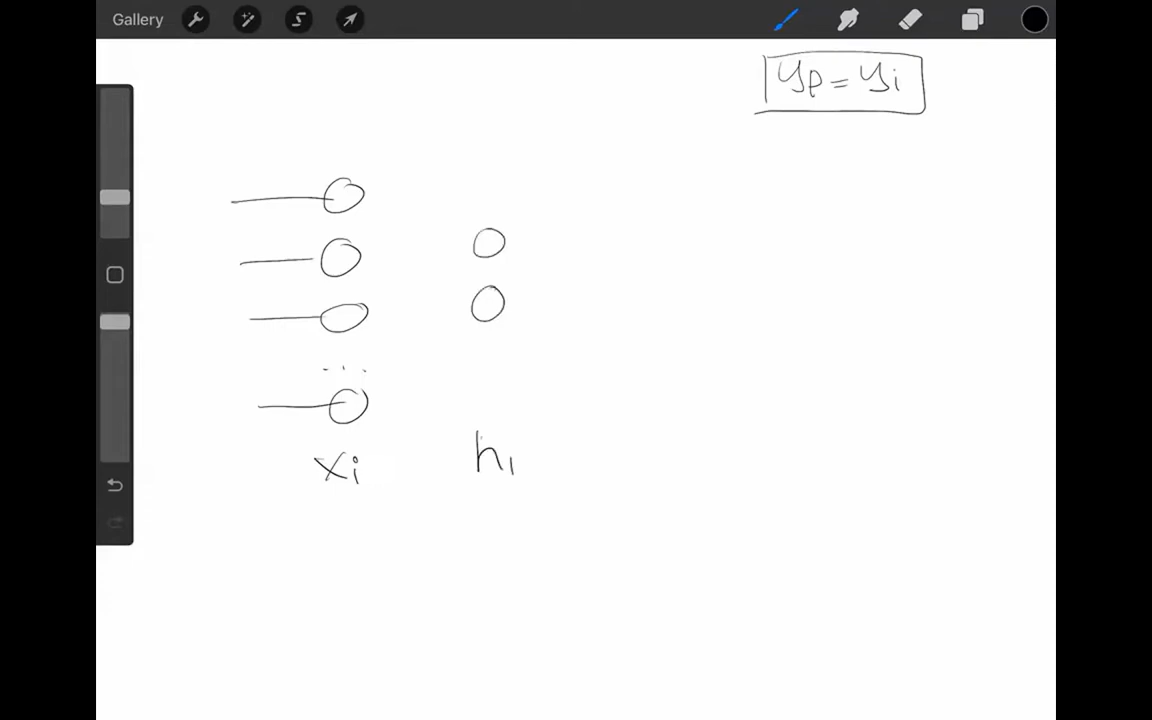 Gallery
yp = yi
...
xi
h1